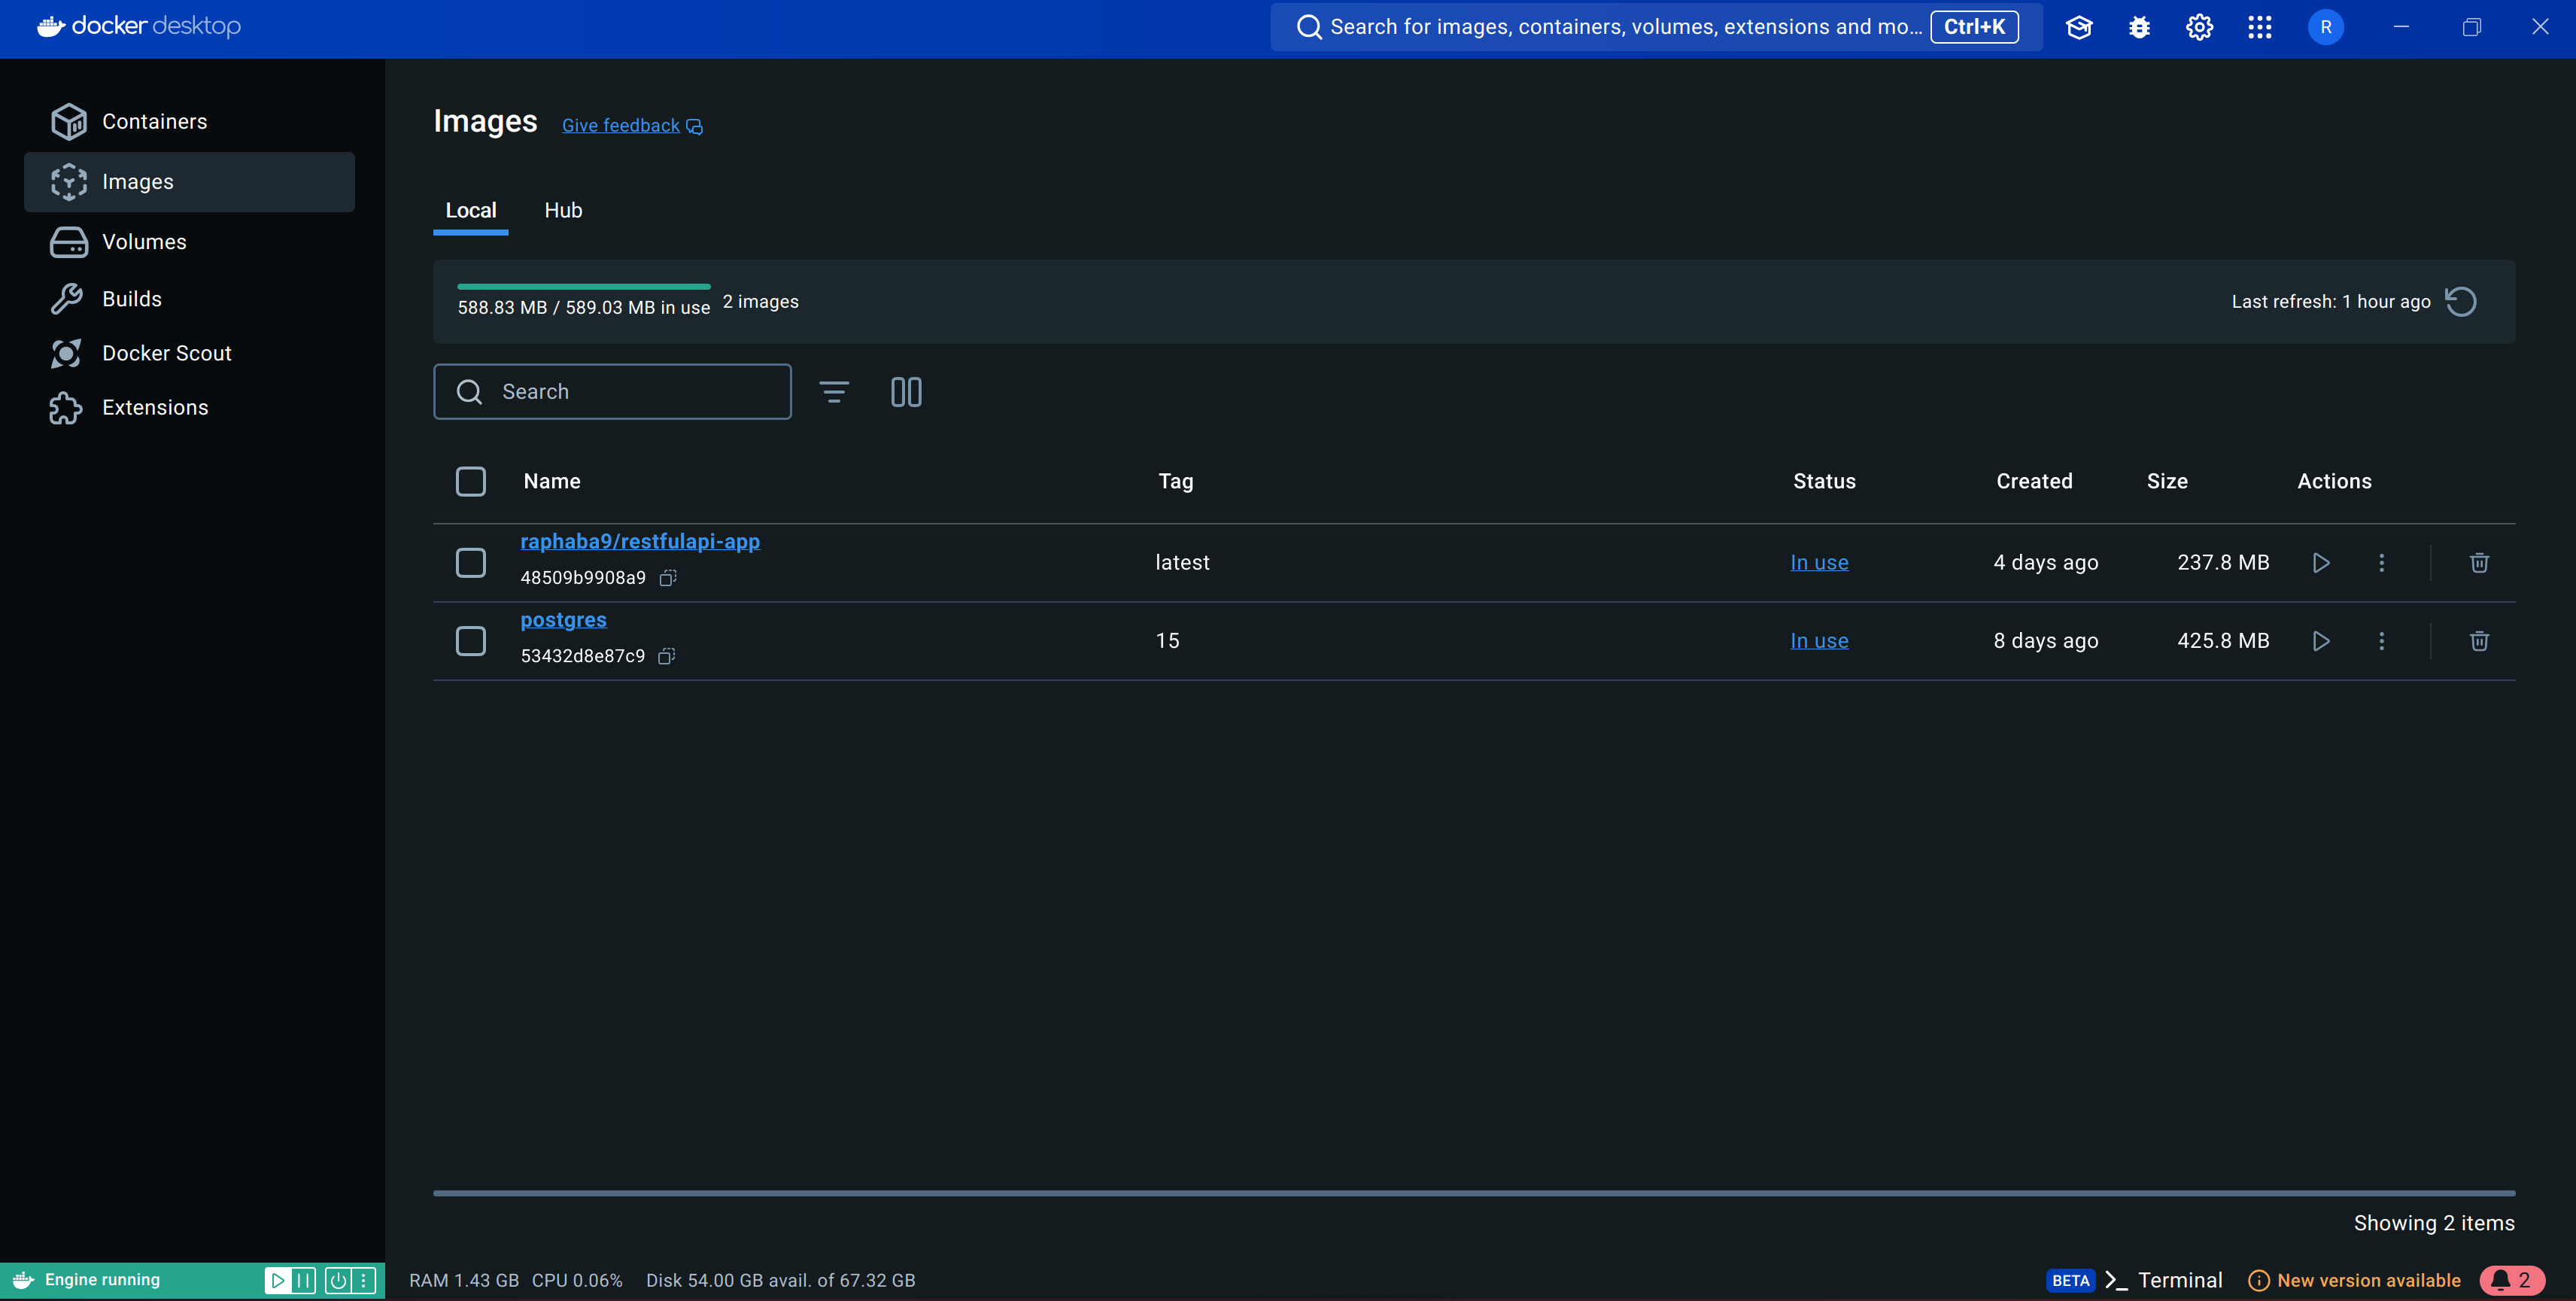 docker desktop
Search for images, containers, volumes, extensions and mo... Ctrl+K
R
Containers
Images
Volumes
Builds
Docker Scout
Extensions
Images Give feedback
Local Hub
588.83 MB / 589.03 MB in use 2 images
Last refresh: 1 hour ago
Search
Name Tag Status Created Size Actions
raphaba9/restfulapi-app
48509b9908a9
latest In use 4 days ago 237.8 MB
postgres
53432d8e87c9
15 In use 8 days ago 425.8 MB
Showing 2 items
Engine running
RAM 1.43 GB CPU 0.06% Disk 54.00 GB avail. of 67.32 GB
BETA Terminal New version available 2